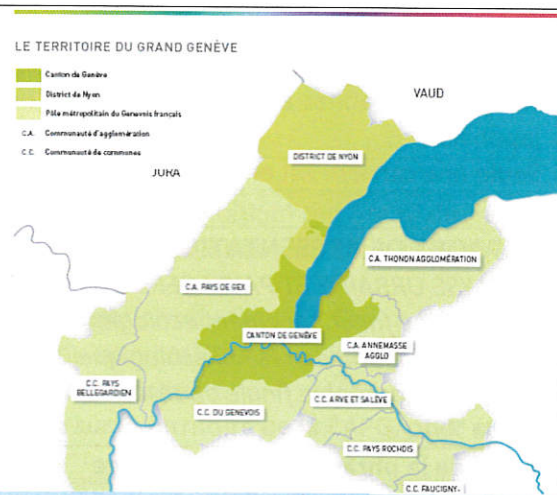 LE TERRITOIRE DU GRAND GENÈVE
Canton de Genève
District de Nyon
Pôle métropolitain du Genevois français
C.A. Communauté d'agglomération
C.C. Communauté de communes
VAUD
JURA
DISTRICT DE NYON
C.A. THONON AGGLOMÉRATION
C.A. PAYS DE GEX
CANTON DE GENÈVE
C.A. ANNEMASSE
AGGLO
C.C. PAYS
BELLEGARDIEN
C.C. ARVE ET SALÈVE
C.C. DU GENEVOIS
C.C. PAYS ROCHOIS
C.C. FAUCIGNY-